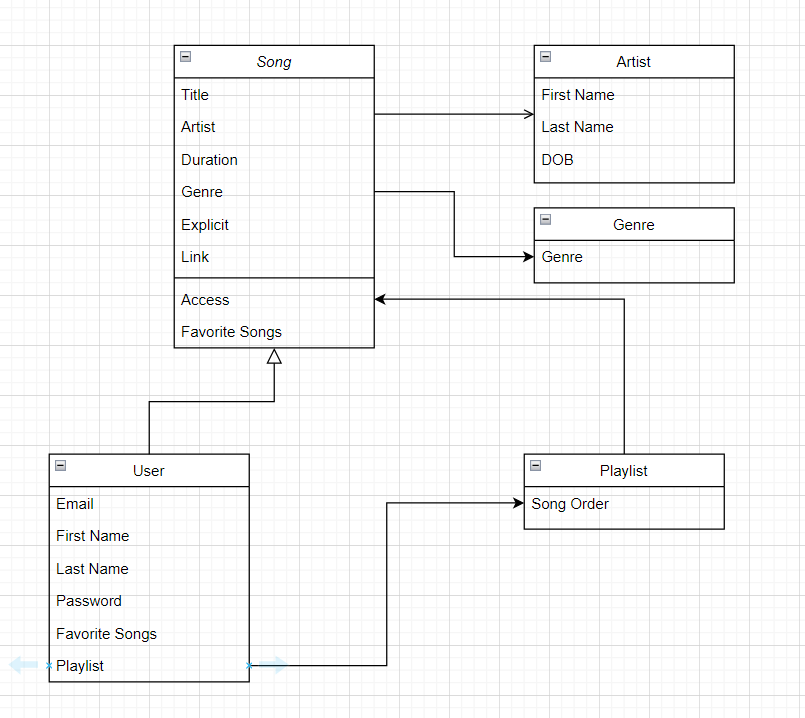 Song
Title
Artist
Duration
Genre
Explicit
Link
Access
Favorite Songs
Artist
First Name
Last Name
DOB
Genre
Genre
User
Email
First Name
Last Name
Password
Favorite Songs
Playlist
Playlist
Song Order